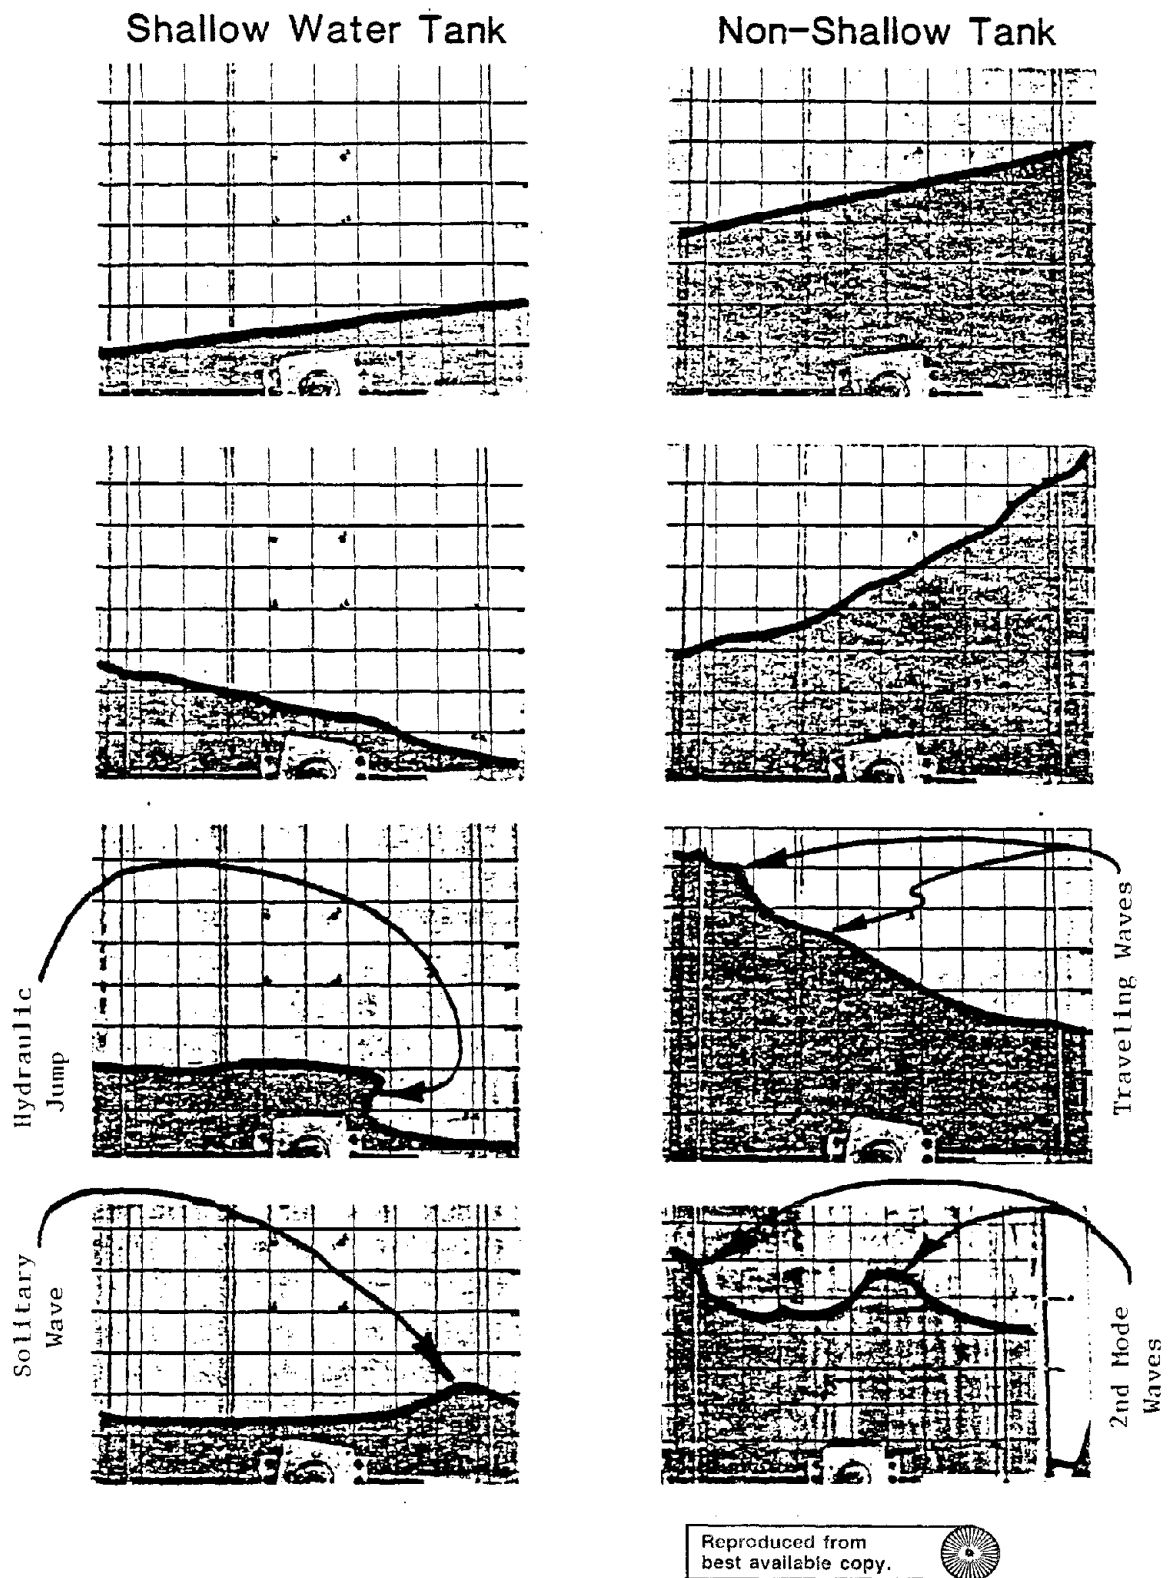 Shallow Water Tank
Non-Shallow Tank
Hydraulic
Jump
Traveling Waves
Solitary
Wave
2nd Mode
Waves
Reproduced from
best available copy.